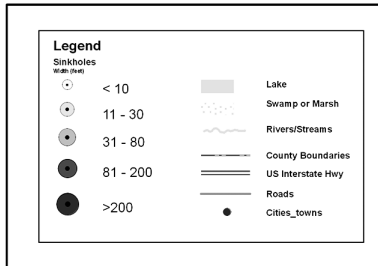 Legend
Sinkholes
Width (feet)
< 10
11 - 30
31 - 80
81 - 200
>200
Lake
Swamp or Marsh
Rivers/Streams
County Boundaries
US Interstate Hwy
Roads
Cities_towns